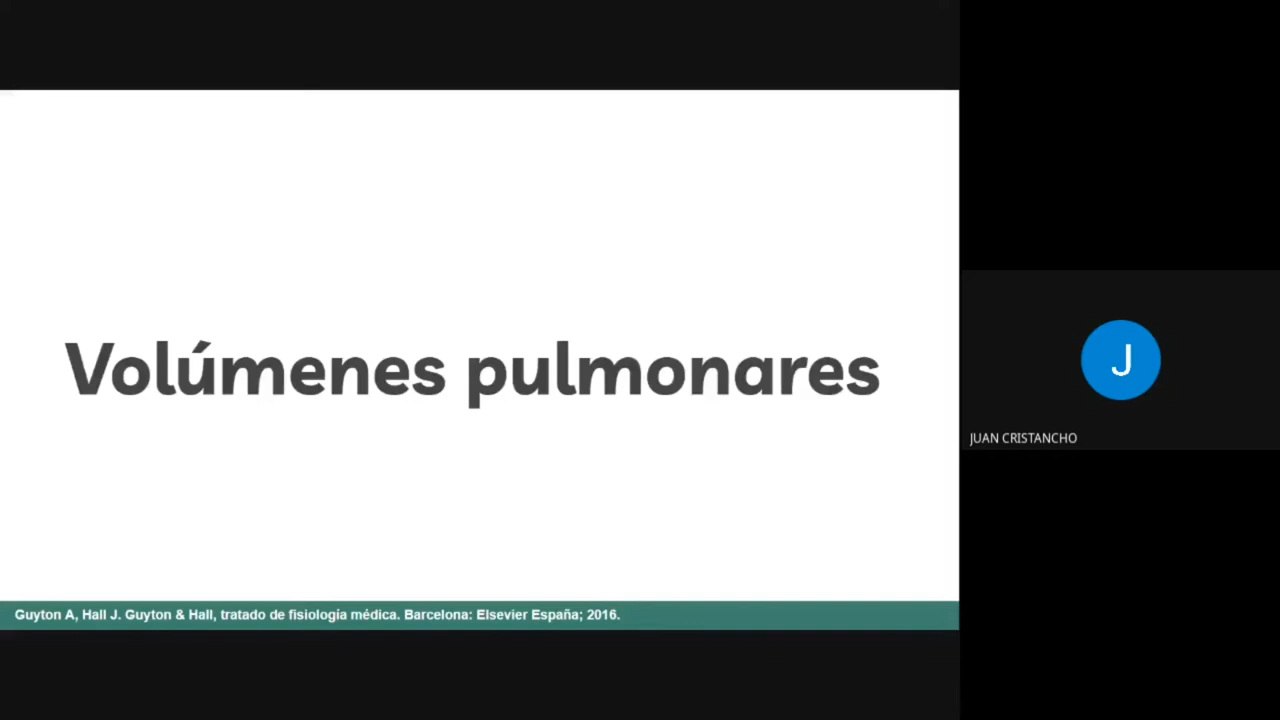 Volúmenes pulmonares
J
JUAN CRISTANCHO
Guyton A, Hall J. Guyton & Hall, tratado de fisiología médica. Barcelona: Elsevier España; 2016.